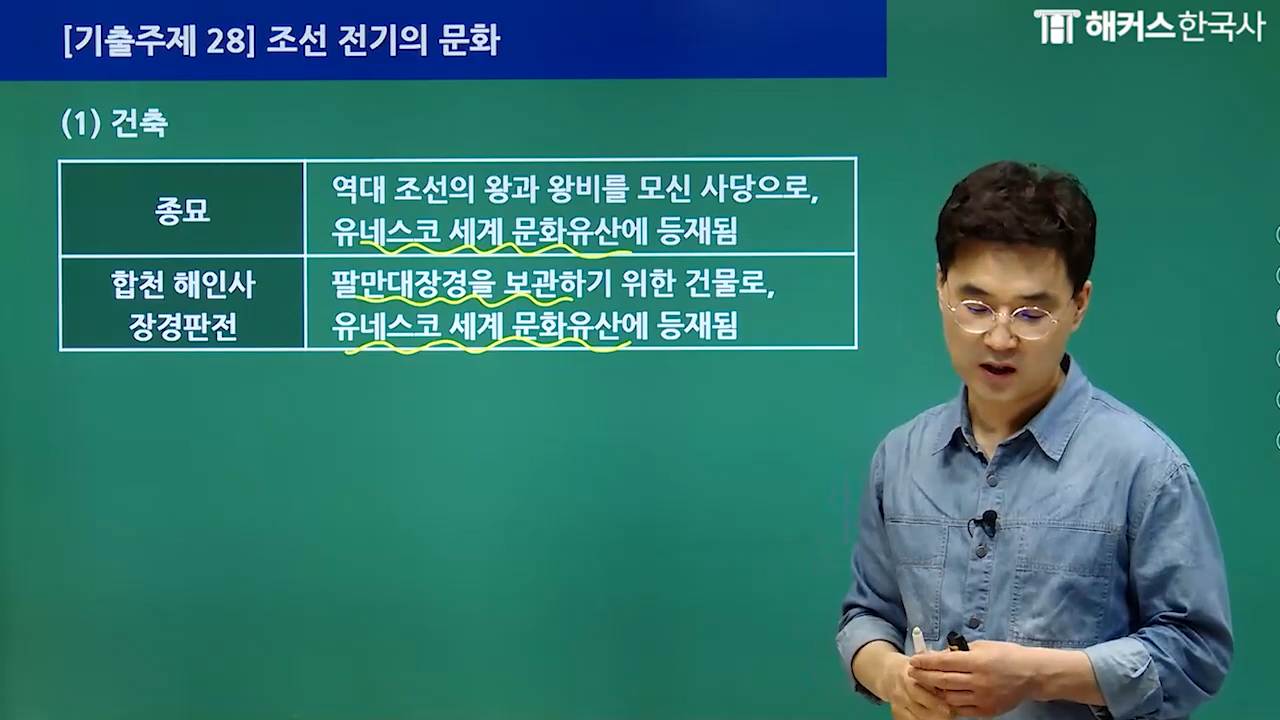 [기출주제 28] 조선 전기의 문화
해커스한국사
(1) 건축
종묘
역대 조선의 왕과 왕비를 모신 사당으로,
유네스코 세계 문화유산에 등재됨
합천 해인사
장경판전
팔만대장경을 보관하기 위한 건물로,
유네스코 세계 문화유산에 등재됨